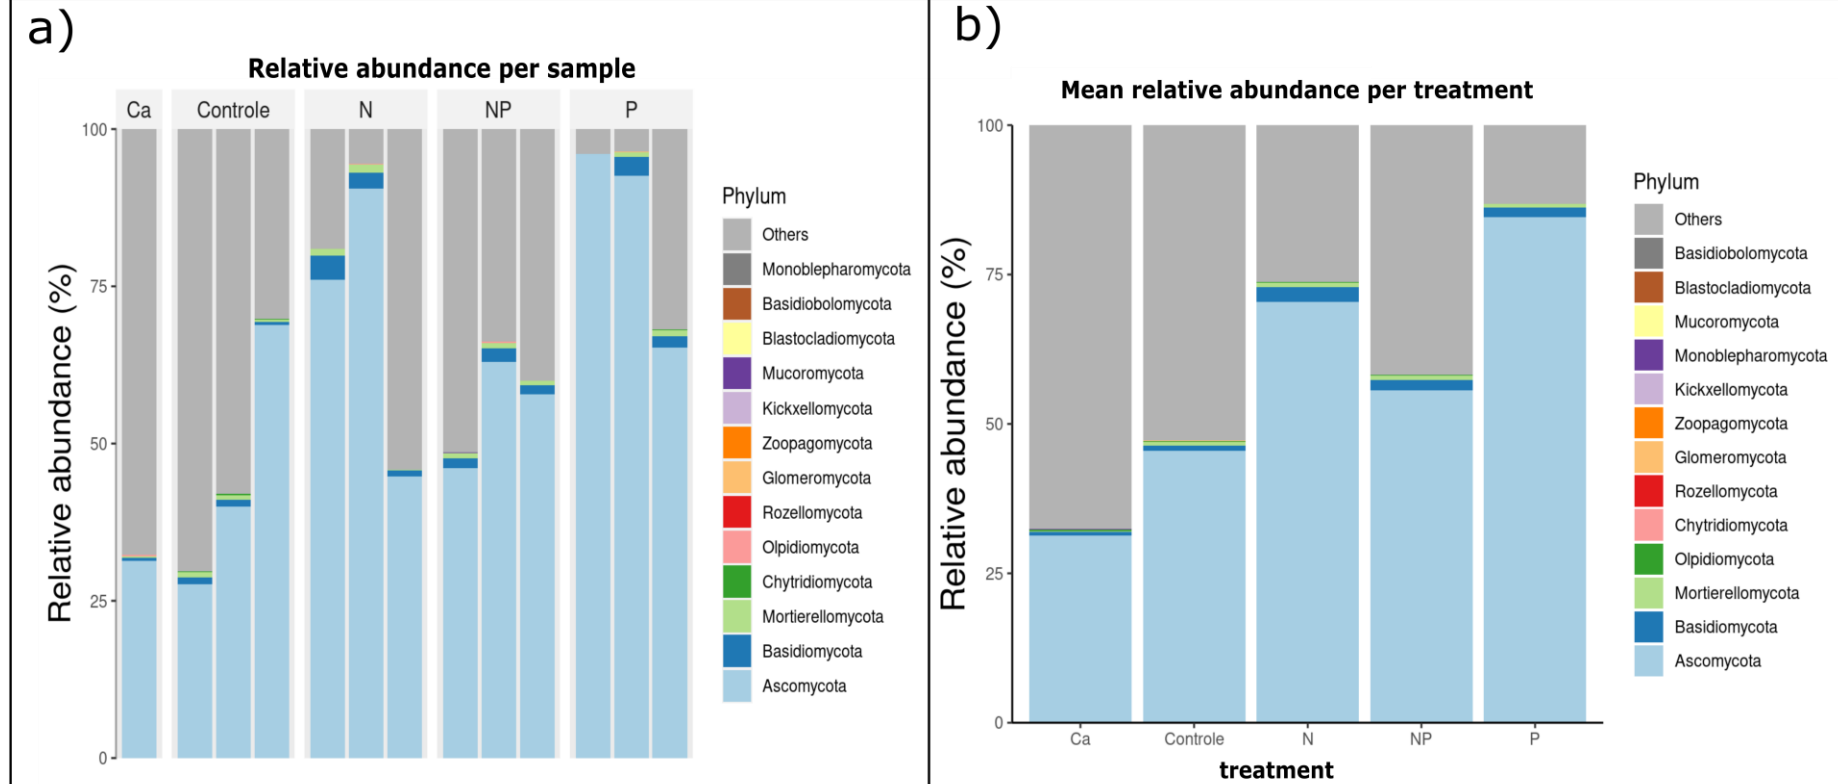 a)
Relative abundance per sample
Ca Controle N NP P
100
75
50
25
0
Relative abundance (%)
Phylum
Others
Monoblepharomycota
Basidiobolomycota
Blastocladiomycota
Mucoromycota
Kickxellomycota
Zoopagomycota
Glomeromycota
Rozellomycota
Olpidiomycota
Chytridiomycota
Mortierellomycota
Basidiomycota
Ascomycota
b)
Mean relative abundance per treatment
100
75
50
25
0
Relative abundance (%)
Ca Controle N NP P
treatment
Phylum
Others
Basidiobolomycota
Blastocladiomycota
Mucoromycota
Monoblepharomycota
Kickxellomycota
Zoopagomycota
Glomeromycota
Rozellomycota
Chytridiomycota
Olpidiomycota
Mortierellomycota
Basidiomycota
Ascomycota